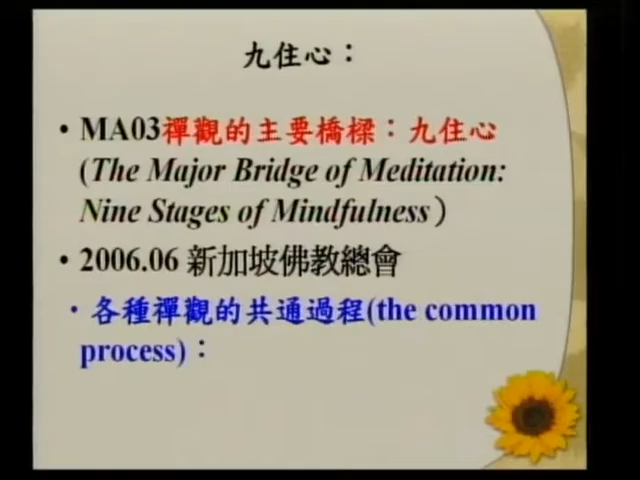 九住心：
• MA03禪觀的主要橋樑：九住心
(The Major Bridge of Meditation:
Nine Stages of Mindfulness）
• 2006.06 新加坡佛教總會
• 各種禪觀的共通過程(the common
process)：